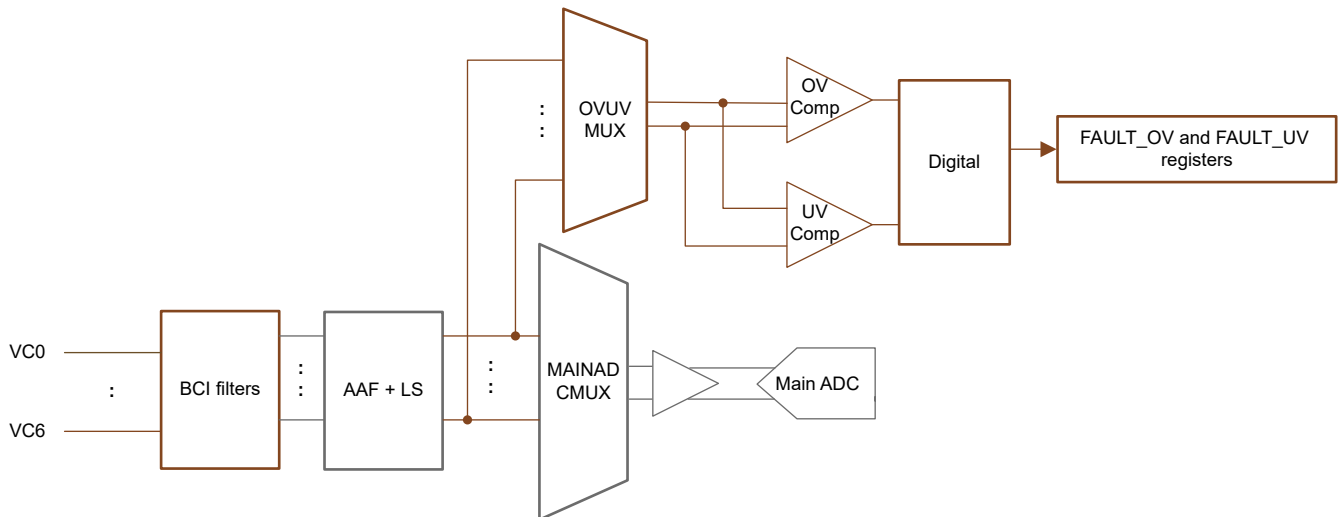 OV
Comp
OVUV
MUX
Digital
FAULT_OV and FAULT_UV
registers
UV
Comp
VC0
:
VC6
BCI filters
:
:
AAF + LS
:
:
MAINAD
CMUX
Main ADC
:
: